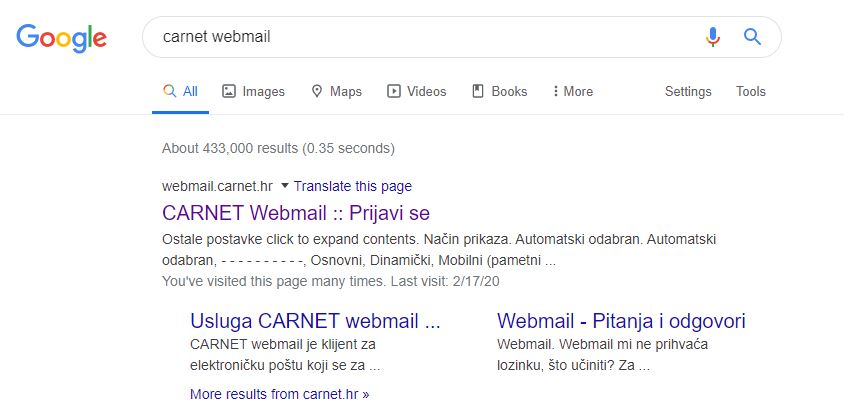 Google carnet webmail
All Images Maps Videos Books More Settings Tools
About 433,000 results (0.35 seconds)
webmail.carnet.hr Translate this page
CARNET Webmail :: Prijavi se
Ostale postavke click to expand contents. Način prikaza. Automatski odabran. Automatski
odabran, - - - - - - - - - -, Osnovni, Dinamički, Mobilni (pametni ...
You've visited this page many times. Last visit: 2/17/20
Usluga CARNET webmail ...
CARNET webmail je klijent za
elektroničku poštu koji se za ...
More results from carnet.hr »
Webmail - Pitanja i odgovori
Webmail. Webmail mi ne prihvaća
lozinku, što učiniti? Za ...